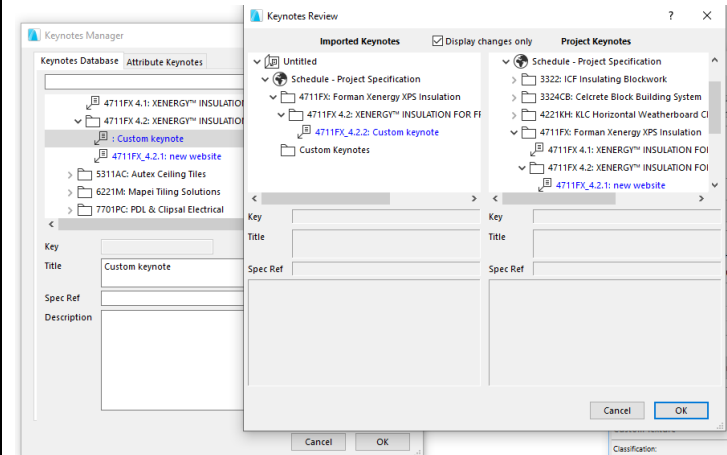 Keynotes Manager
Keynotes Database Attribute Keynotes
4711FX 4.1: XENERGY™ INSULATION
4711FX 4.2: XENERGY™ INSULATION
: Custom keynote
4711FX_4.2.1: new website
5311AC: Autex Ceiling Tiles
6221M: Mapei Tiling Solutions
7701PC: PDL & Clipsal Electrical
Key
Title Custom keynote
Spec Ref
Description
Cancel OK
Keynotes Review
Imported Keynotes Display changes only Project Keynotes
Untitled
Schedule - Project Specification
4711FX: Forman Xenergy XPS Insulation
4711FX 4.2: XENERGY™ INSULATION FOR FF
4711FX_4.2.2: Custom keynote
Custom Keynotes
Schedule - Project Specification
3322: ICF Insulating Blockwork
3324CB: Celcrete Block Building System
4221KH: KLC Horizontal Weatherboard Cl
4711FX: Forman Xenergy XPS Insulation
4711FX 4.1: XENERGY™ INSULATION FOI
4711FX 4.2: XENERGY™ INSULATION FOI
4711FX_4.2.1: new website
Key Key
Title Title
Spec Ref Spec Ref
Cancel OK
Classification: